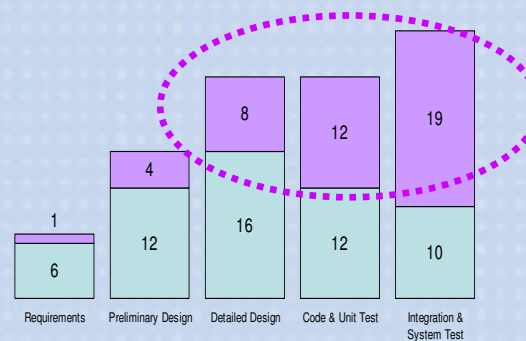 19
8
12
4
16
12
12
10
1
6
Requirements
Preliminary Design
Detailed Design
Code & Unit Test
Integration &
System Test